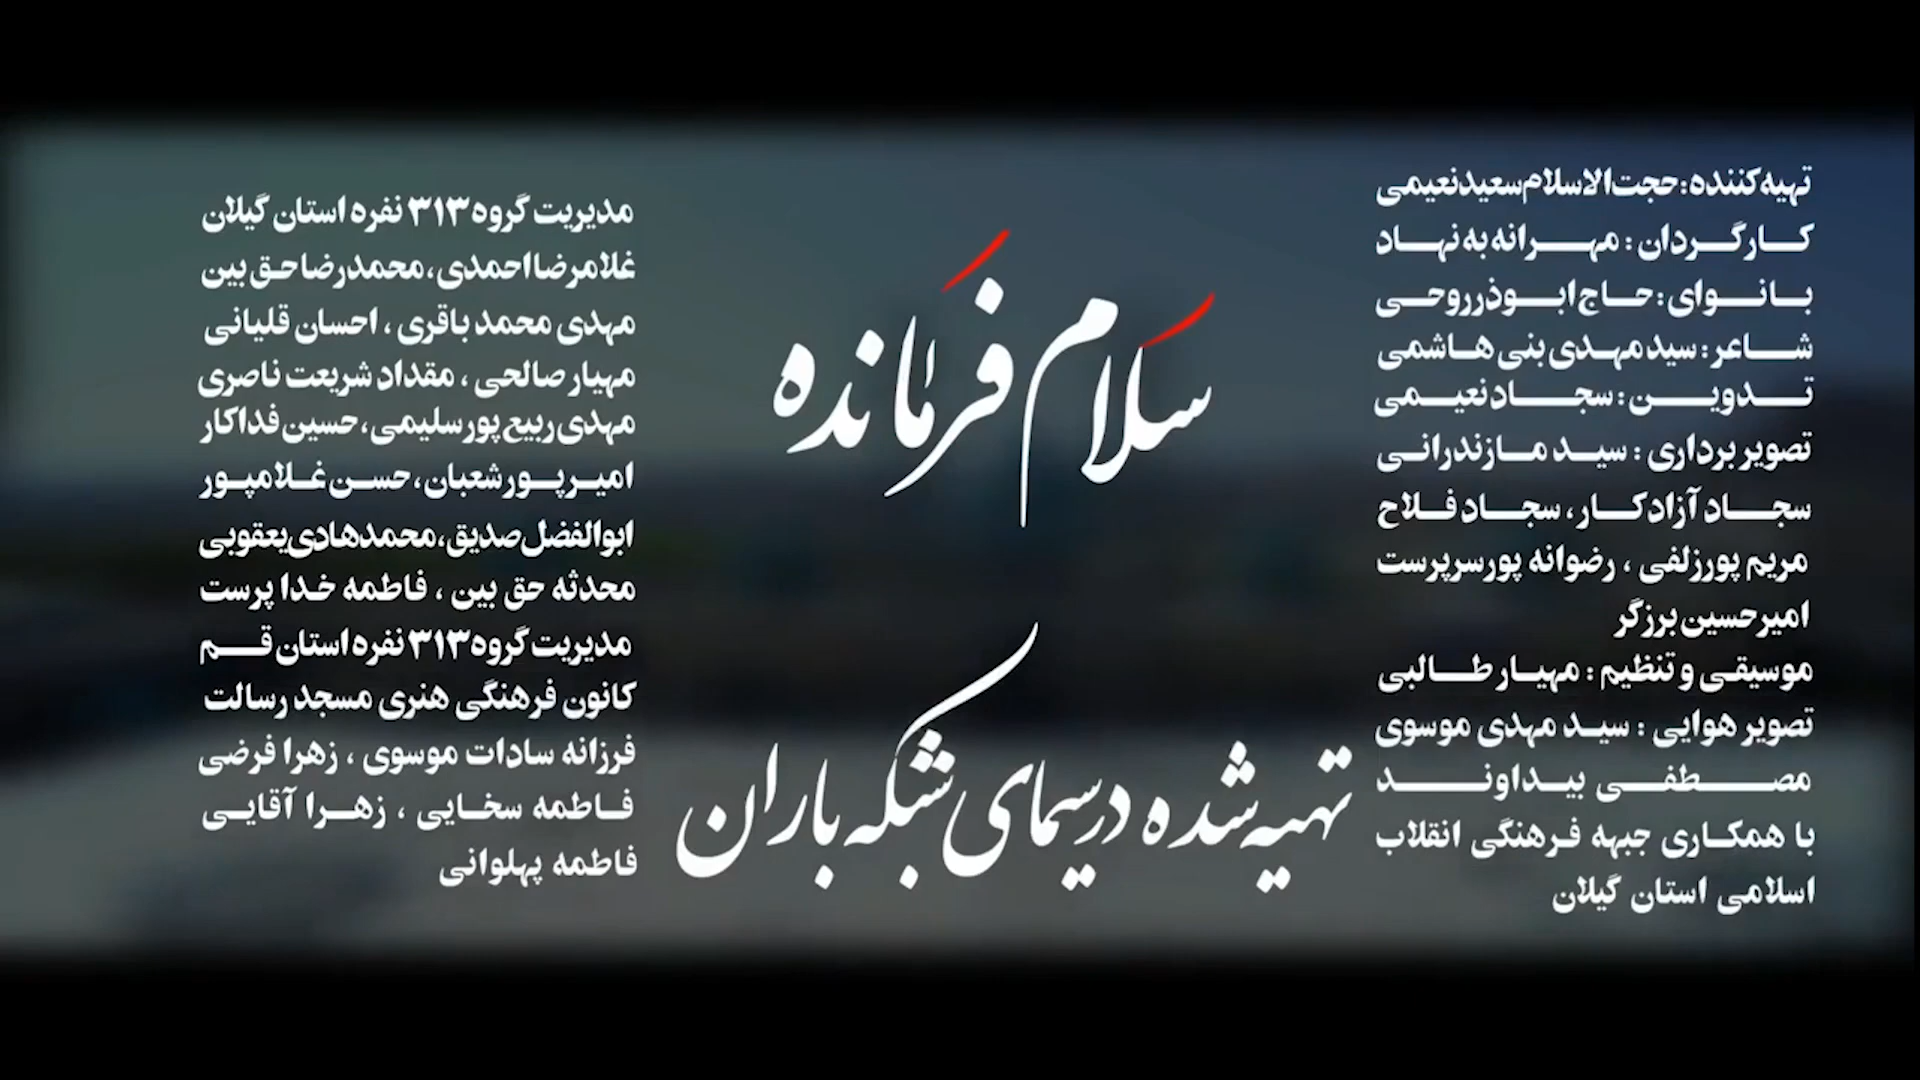 تهیه‌کننده: حجت‌الاسلام سعید نعیمی
کارگردان: مهرانه به نهاد
بانوای: حاج ابوذر روحی
شاعر: سید مهدی بنی هاشمی
تدوین: سجاد نعیمی
تصویر برداری: سید مازندرانی
سجاد آزادکار، سجاد فلاح
مریم پورزلفی، رضوانه پورسرپرست
امیرحسین برزگر
موسیقی و تنظیم: مهیار طالبی
تصویر هوایی: سید مهدی موسوی
مصطفی بیداوند
با همکاری جبهه فرهنگی انقلاب
اسلامی استان گیلان
سلام فرمانده
تهیه شده در سیمای شبکه باران
مدیریت گروه ۳۱۳ نفره استان گیلان
غلامرضا احمدی، محمدرضا حق بین
مهدی محمد باقری، احسان قلیانی
مهیار صالحی، مقداد شریعت ناصری
مهدی ربیع پور سلیمی، حسین فداکار
امیر پور شعبان، حسن غلامپور
ابوالفضل صدیق، محمدهادی یعقوبی
محدثه حق بین، فاطمه خدا پرست
مدیریت گروه ۳۱۳ نفره استان قم
کانون فرهنگی هنری مسجد رسالت
فرزانه سادات موسوی، زهرا فرضی
فاطمه سخایی، زهرا آقایی
فاطمه پهلوانی